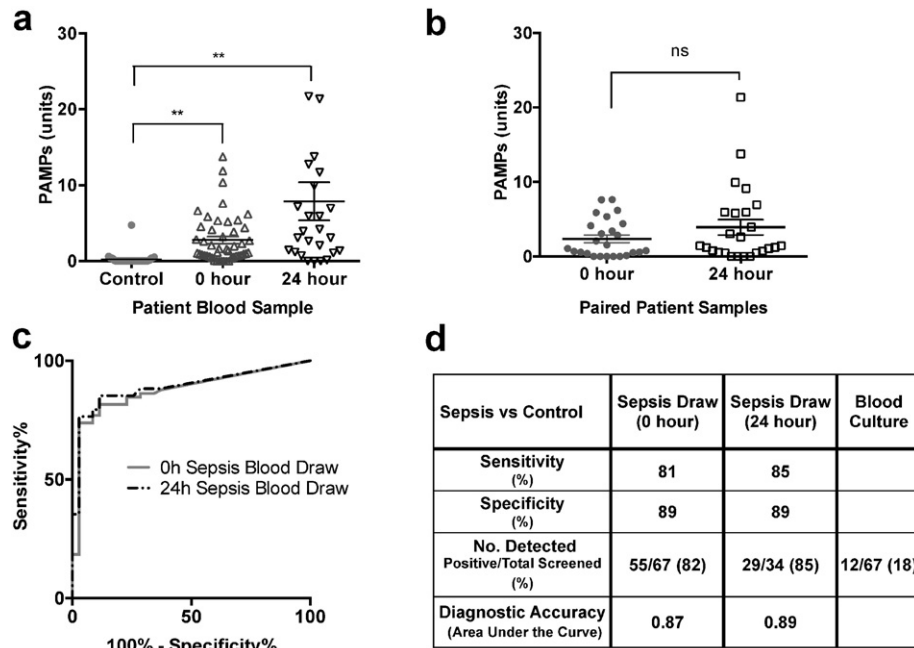 a
30
20
10
0
PAMPs (units)
**
**
Control 0 hour 24 hour
Patient Blood Sample
b
30
20
10
0
PAMPs (units)
ns
0 hour 24 hour
Paired Patient Samples
c
100
50
0
Sensitivity%
0h Sepsis Blood Draw
24h Sepsis Blood Draw
0 50 100
100% - Specificity%
d
Sepsis vs Control
Sepsis Draw
(0 hour)
Sepsis Draw
(24 hour)
Blood
Culture
Sensitivity
(%)
81 85
Specificity
(%)
89 89
No. Detected
Positive/Total Screened
(%)
55/67 (82) 29/34 (85) 12/67 (18)
Diagnostic Accuracy
(Area Under the Curve)
0.87 0.89